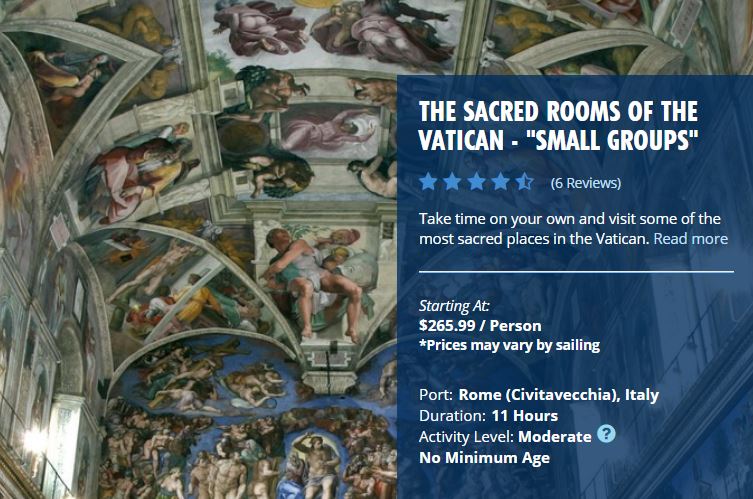 THE SACRED ROOMS OF THE
VATICAN - "SMALL GROUPS"
(6 Reviews)
Take time on your own and visit some of the
most sacred places in the Vatican. Read more
Starting At:
$265.99 / Person
*Prices may vary by sailing
Port: Rome (Civitavecchia), Italy
Duration: 11 Hours
Activity Level: Moderate ?
No Minimum Age